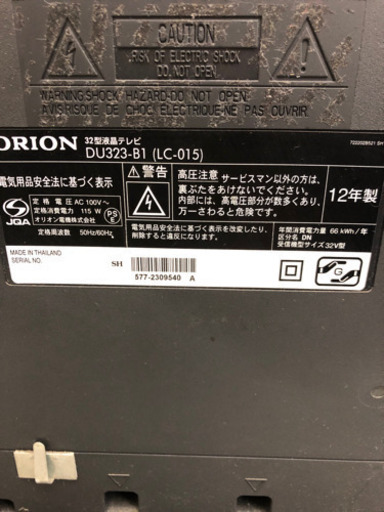 CAUTION
RISK OF ELECTRIC SHOCK
DO NOT OPEN
WARNING:SHOCK HAZARD - DO NOT OPEN.
AVIS:RISQUE DE CHOC ELECTRIQUE-NE PAS OUVRIR.
ORION 32型液晶テレビ
DU323-B1 (LC-015)
電気用品安全法に基づく表示
定格電圧 AC 100V~
定格消費電力 115 W
オリオン電機株式会社
定格周波数 50Hz/60Hz
JQA
PS
E
警告
高圧注意 サービスマン以外の方は、
裏ぶたをあけないでください。
内部には、高電圧部分が数多くあり、
万一さわると危険です。
電気用品安全法に基づく表示を改変したり、
削除しないで下さい。
12年製
年間消費電力量 66 kWh/年
区分名 DN
受信機型サイズ 32V型
MADE IN THAILAND
SERIAL NO.
SH
577-2309540 A
G